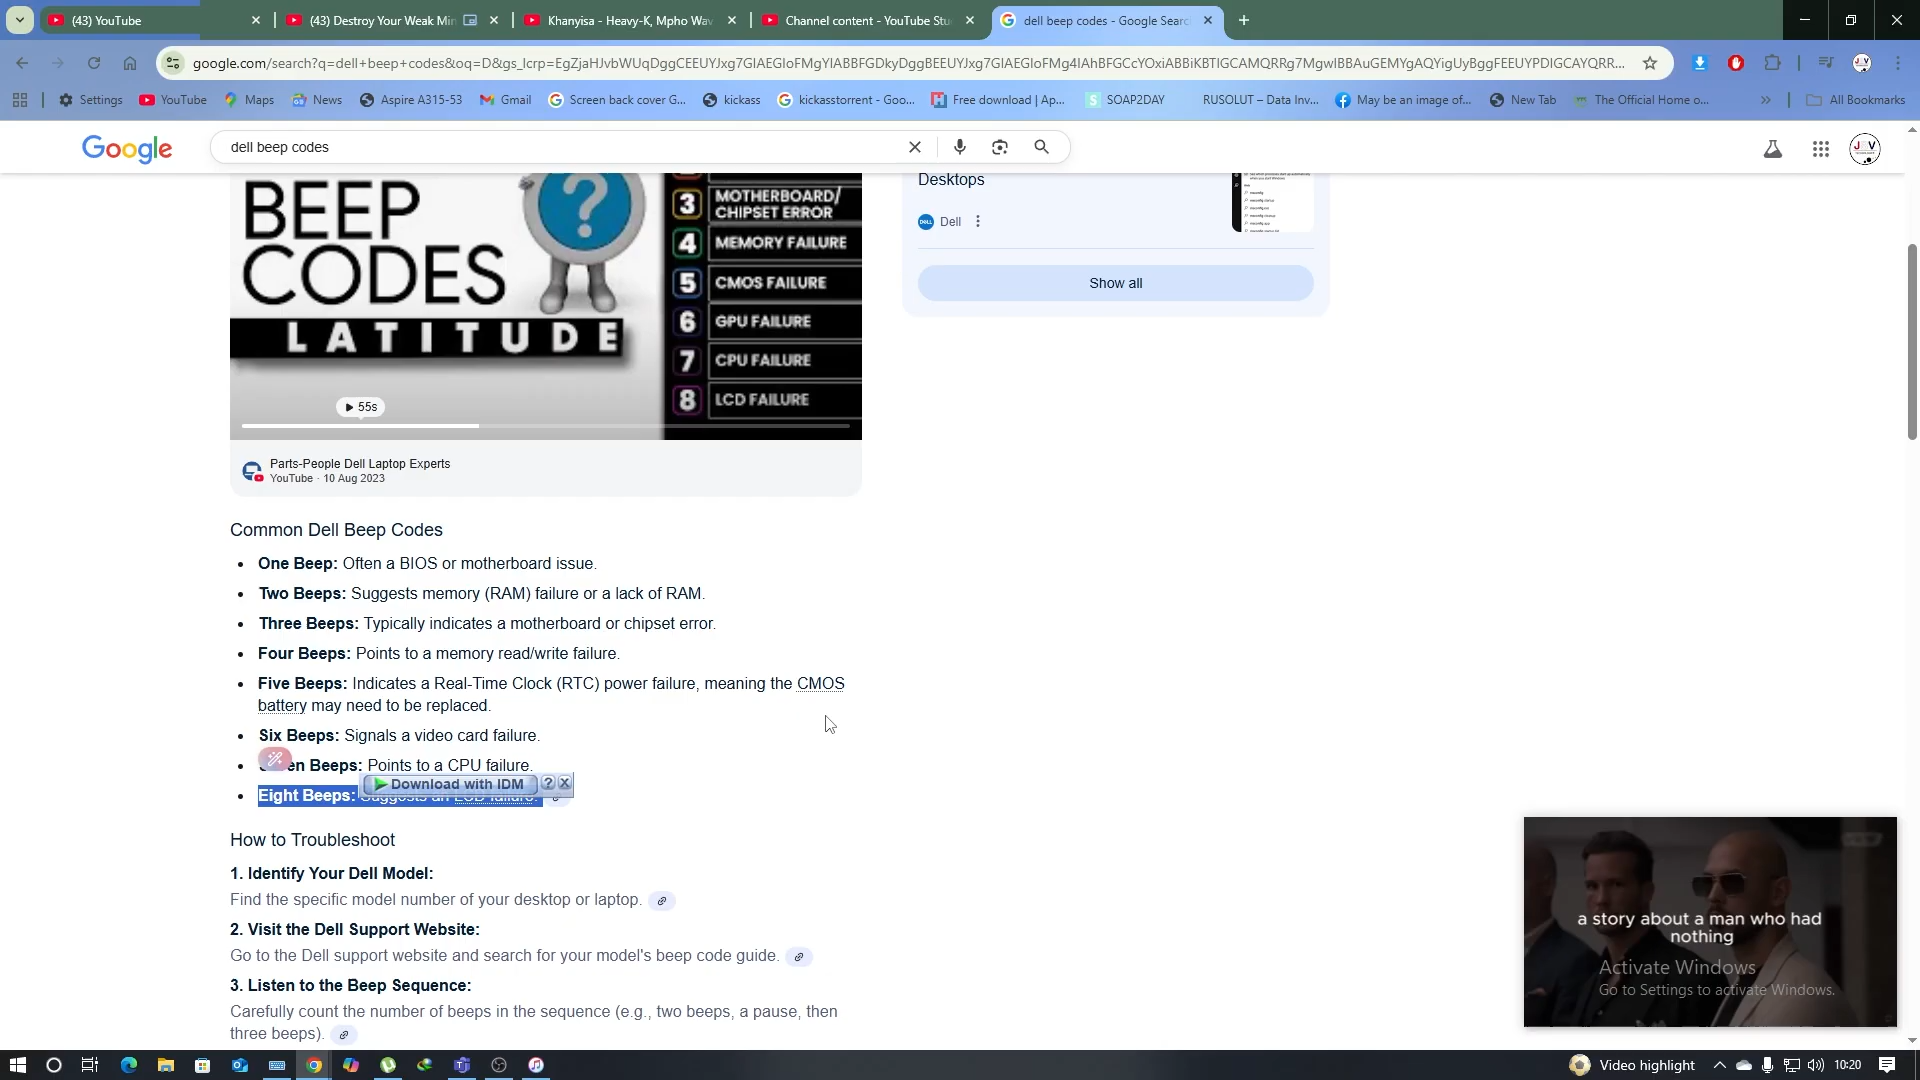 (43) YouTube
(43) Destroy Your Weak Min
Khanyisa - Heavy-K, Mpho Wav
Channel content - YouTube Stu
dell beep codes - Google Searc
google.com/search?q=dell+beep+codes&oq=D&gs_lcrp=
Settings
YouTube
Maps
News
Aspire A315-53
Gmail
Screen back cover G...
kickass
kickasstorrent - Goo...
Free download | Ap...
SOAP2DAY
RUSOLUT – Data Inv...
May be an image of...
New Tab
The Official Home o...
All Bookmarks
Google
dell beep codes
BEEP
CODES
LATITUDE
3 MOTHERBOARD/
CHIPSET ERROR
4 MEMORY FAILURE
5 CMOS FAILURE
6 GPU FAILURE
7 CPU FAILURE
8 LCD FAILURE
55s
Parts-People Dell Laptop Experts
YouTube · 10 Aug 2023
Desktops
Dell
Show all
Common Dell Beep Codes
One Beep: Often a BIOS or motherboard issue.
Two Beeps: Suggests memory (RAM) failure or a lack of RAM.
Three Beeps: Typically indicates a motherboard or chipset error.
Four Beeps: Points to a memory read/write failure.
Five Beeps: Indicates a Real-Time Clock (RTC) power failure, meaning the CMOS
battery may need to be replaced.
Six Beeps: Signals a video card failure.
en Beeps: Points to a CPU failure.
Download with IDM ?
Eight Beeps: Suggests an LCD failure.
How to Troubleshoot
1. Identify Your Dell Model:
Find the specific model number of your desktop or laptop.
2. Visit the Dell Support Website:
Go to the Dell support website and search for your model's beep code guide.
3. Listen to the Beep Sequence:
Carefully count the number of beeps in the sequence (e.g., two beeps, a pause, then
three beeps).
a story about a man who had
nothing
Activate Windows
Go to Settings to activate Windows.
Video highlight
10:20